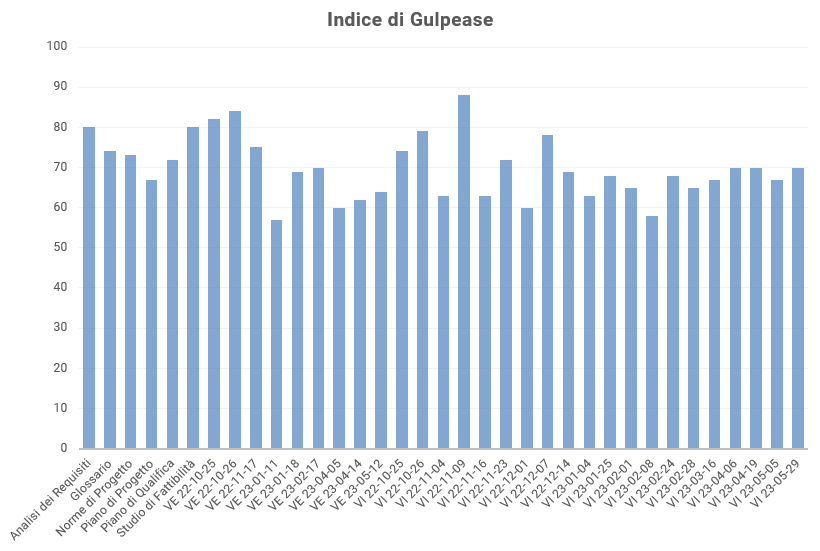 Indice di Gulpease
100
90
80
70
60
50
40
30
20
10
0
Analisi dei Requisiti
Glossario
Norme di Progetto
Piano di Progetto
Piano di Qualifica
Studio di Fattibilità
VE 22-10-25
VE 22-10-26
VE 22-11-17
VE 23-01-11
VE 23-01-18
VE 23-02-17
VE 23-04-05
VE 23-04-14
VE 23-05-12
VI 22-10-25
VI 22-10-26
VI 22-11-04
VI 22-11-09
VI 22-11-16
VI 22-11-23
VI 22-12-01
VI 22-12-07
VI 22-12-14
VI 23-01-04
VI 23-01-25
VI 23-02-01
VI 23-02-08
VI 23-02-24
VI 23-02-28
VI 23-03-16
VI 23-04-06
VI 23-04-19
VI 23-05-05
VI 23-05-29